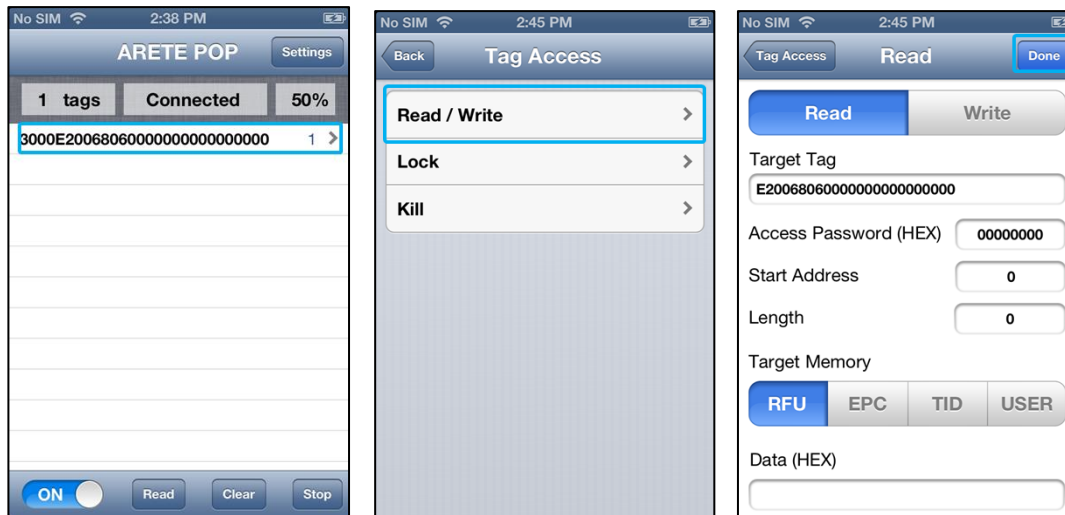 No SIM 2:38 PM
ARETE POP Settings
1 tags Connected 50%
3000E20068060000000000000000 1
ON Read Clear Stop
No SIM 2:45 PM
Back Tag Access
Read / Write
Lock
Kill
No SIM 2:45 PM
Tag Access Read Done
Read Write
Target Tag
E20068060000000000000000
Access Password (HEX) 00000000
Start Address 0
Length 0
Target Memory
RFU EPC TID USER
Data (HEX)